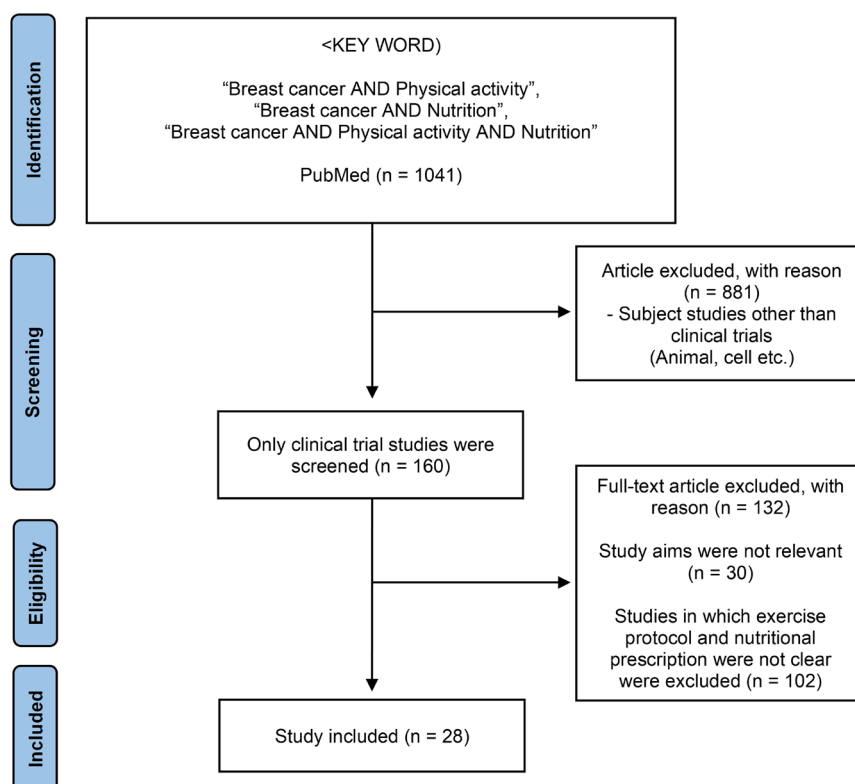 Identification
<KEY WORD)
“Breast cancer AND Physical activity”,
“Breast cancer AND Nutrition”,
“Breast cancer AND Physical activity AND Nutrition”
PubMed (n = 1041)
Screening
Article excluded, with reason
(n = 881)
- Subject studies other than
clinical trials
(Animal, cell etc.)
Only clinical trial studies were
screened (n = 160)
Eligibility
Full-text article excluded, with
reason (n = 132)
Study aims were not relevant
(n = 30)
Studies in which exercise
protocol and nutritional
prescription were not clear
were excluded (n = 102)
Included
Study included (n = 28)